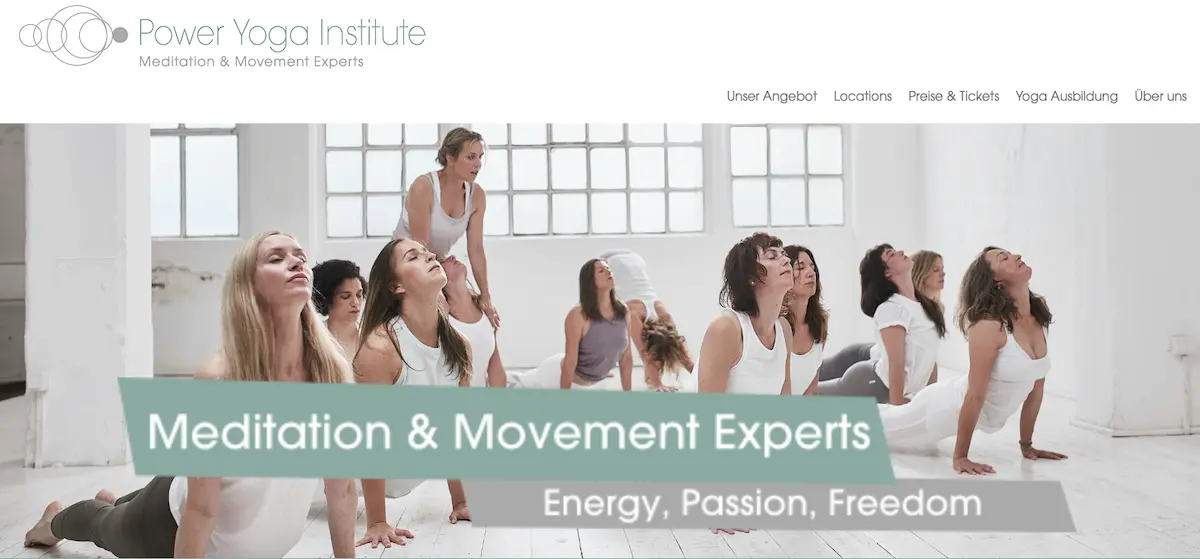 Power Yoga Institute
Meditation & Movement Experts
Unser Angebot Locations Preise & Tickets Yoga Ausbildung Über uns
Meditation & Movement Experts
Energy, Passion, Freedom